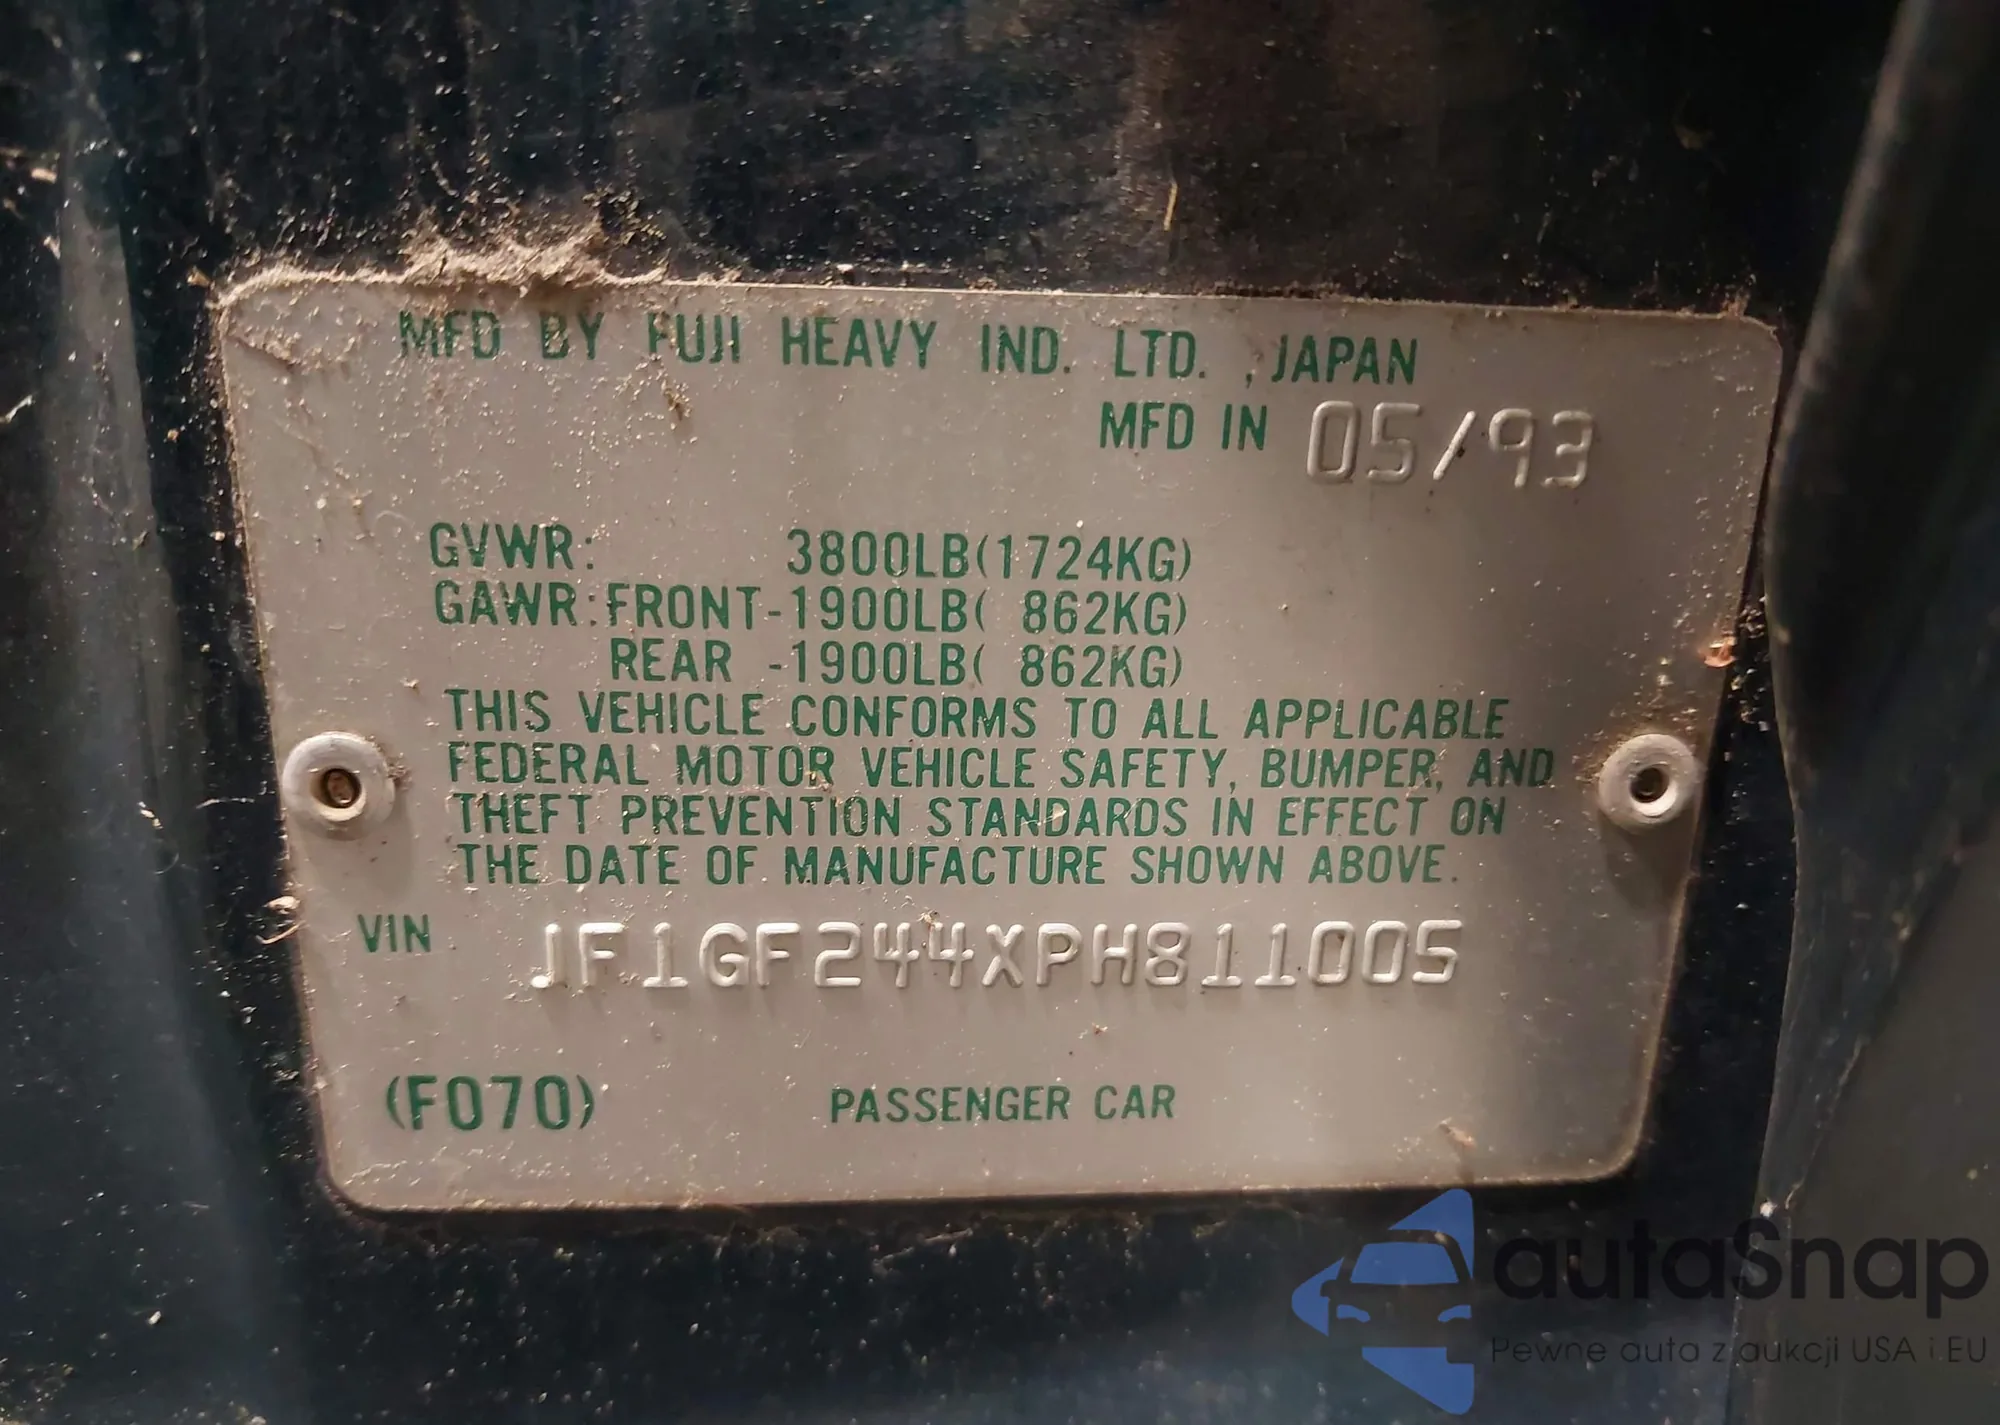 MFD BY FUJI HEAVY IND. LTD. , JAPAN
MFD IN 05/93
GVWR: 3800LB(1724KG)
GAWR:FRONT-1900LB( 862KG)
REAR -1900LB( 862KG)
THIS VEHICLE CONFORMS TO ALL APPLICABLE
FEDERAL MOTOR VEHICLE SAFETY, BUMPER, AND
THEFT PREVENTION STANDARDS IN EFFECT ON
THE DATE OF MANUFACTURE SHOWN ABOVE.
VIN JF1GF244XPH811005
(F070) PASSENGER CAR
autaSnap
Pewne auta z aukcji USA i EU